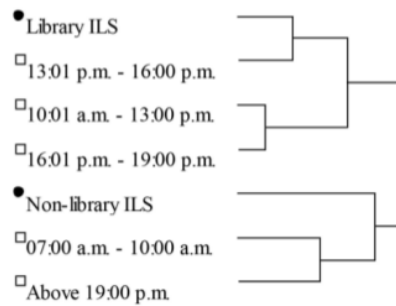 Library ILS
13:01 p.m. - 16:00 p.m.
10:01 a.m. - 13:00 p.m.
16:01 p.m. - 19:00 p.m.
Non-library ILS
07:00 a.m. - 10:00 a.m.
Above 19:00 p.m.